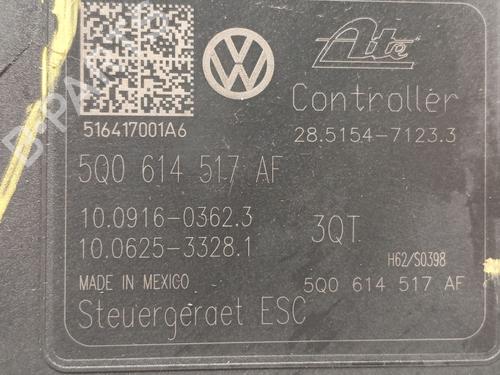 VW
Ate
Controller
516417001A6
28.5154-7123.3
5Q0 614 517 AF
10.0916-0362.3
10.0625-3328.1
3QT
H62/S0398
MADE IN MEXICO
5Q0 614 517 AF
Steuergeraet ESC